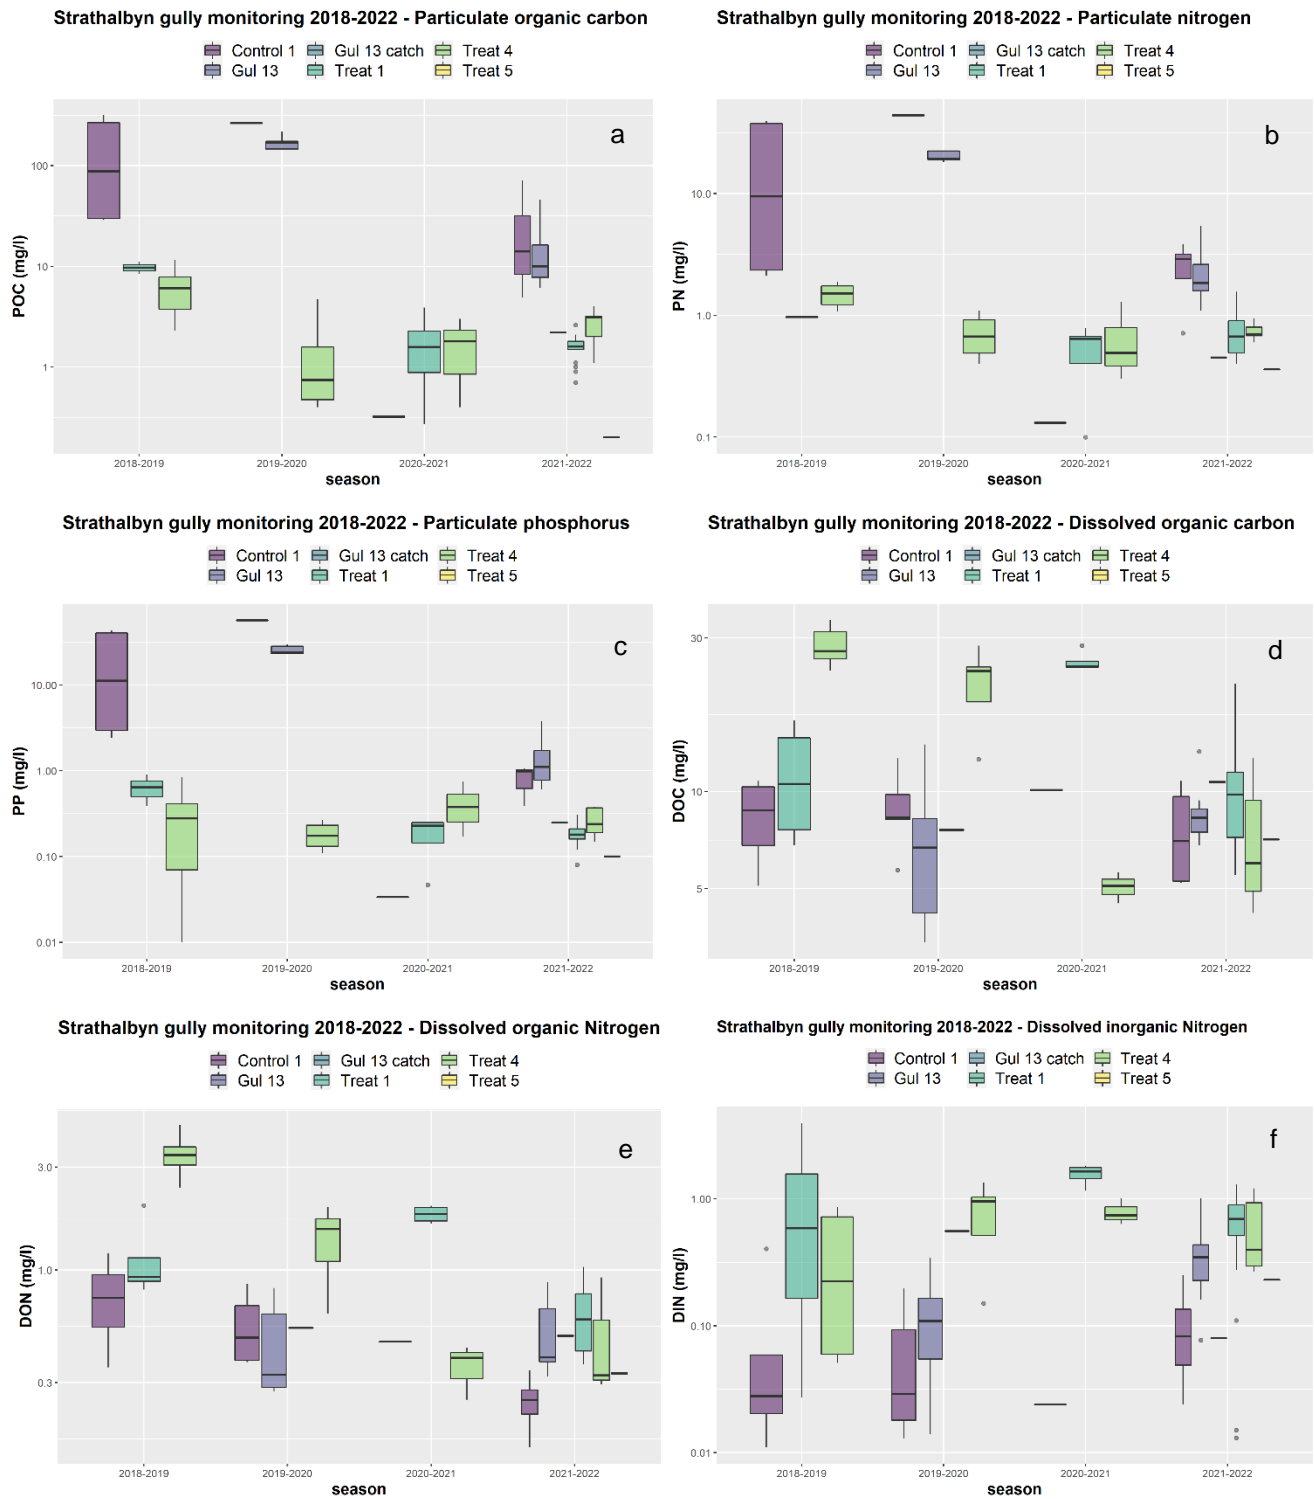 Strathalbyn gully monitoring 2018-2022 - Particulate organic carbon
Control 1 Gul 13 catch Treat 4
Gul 13 Treat 1 Treat 5
a
100
10
1
POC (mg/l)
2018-2019 2019-2020 2020-2021 2021-2022
season
Strathalbyn gully monitoring 2018-2022 - Particulate nitrogen
Control 1 Gul 13 catch Treat 4
Gul 13 Treat 1 Treat 5
b
10.0
1.0
0.1
PN (mg/l)
2018-2019 2019-2020 2020-2021 2021-2022
season
Strathalbyn gully monitoring 2018-2022 - Particulate phosphorus
Control 1 Gul 13 catch Treat 4
Gul 13 Treat 1 Treat 5
c
10.00
1.00
0.10
0.01
PP (mg/l)
2018-2019 2019-2020 2020-2021 2021-2022
season
Strathalbyn gully monitoring 2018-2022 - Dissolved organic carbon
Control 1 Gul 13 catch Treat 4
Gul 13 Treat 1 Treat 5
d
30
10
5
DOC (mg/l)
2018-2019 2019-2020 2020-2021 2021-2022
season
Strathalbyn gully monitoring 2018-2022 - Dissolved organic Nitrogen
Control 1 Gul 13 catch Treat 4
Gul 13 Treat 1 Treat 5
e
3.0
1.0
0.3
DON (mg/l)
2018-2019 2019-2020 2020-2021 2021-2022
season
Strathalbyn gully monitoring 2018-2022 - Dissolved inorganic Nitrogen
Control 1 Gul 13 catch Treat 4
Gul 13 Treat 1 Treat 5
f
1.00
0.10
0.01
DIN (mg/l)
2018-2019 2019-2020 2020-2021 2021-2022
season